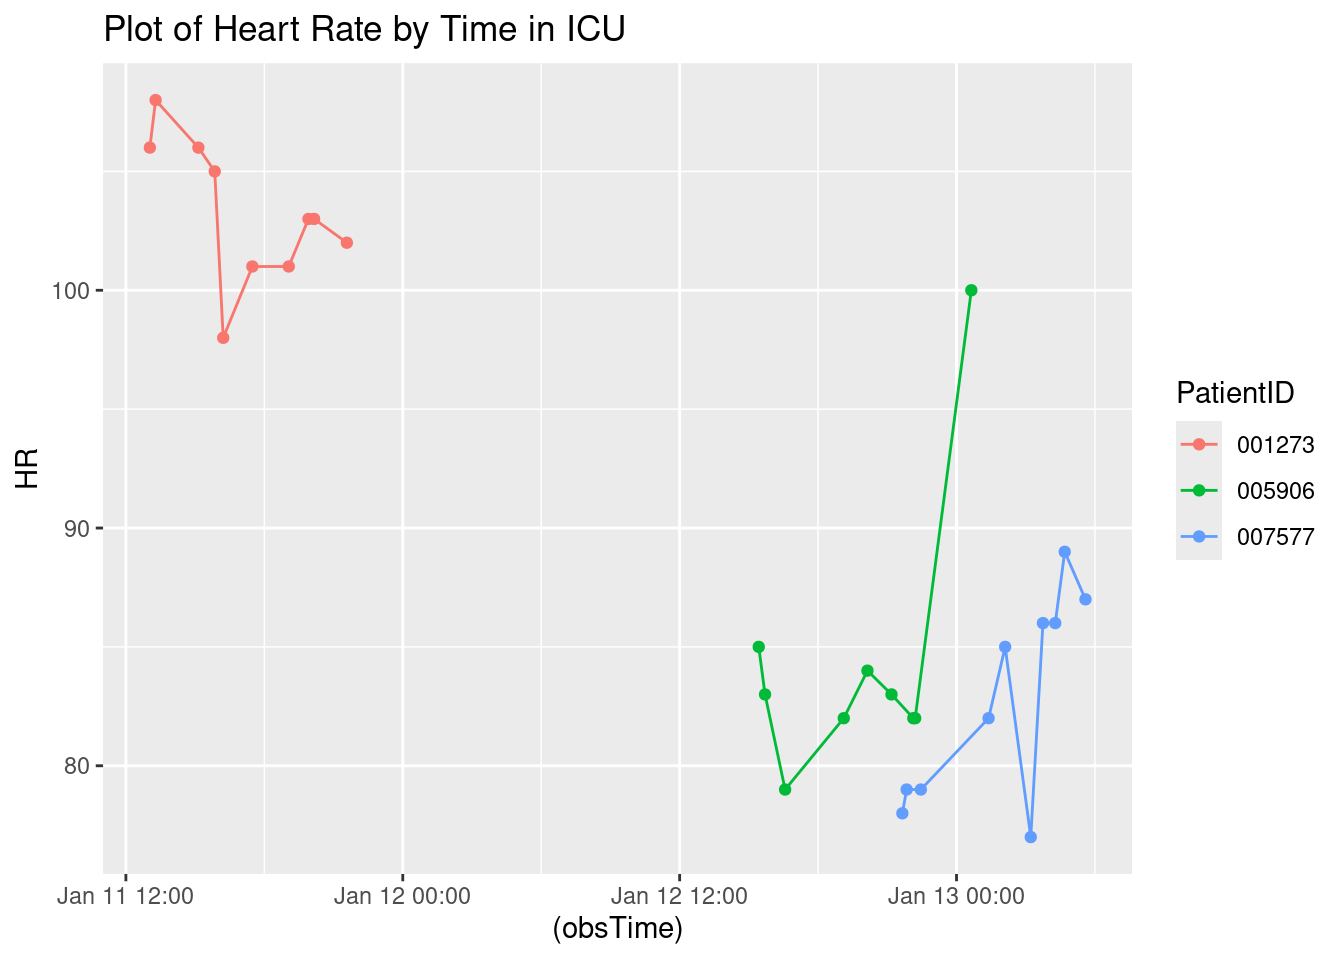 Plot of Heart Rate by Time in ICU
HR
100
90
80
Jan 11 12:00
Jan 12 00:00
Jan 12 12:00
Jan 13 00:00
(obsTime)
PatientID
001273
005906
007577